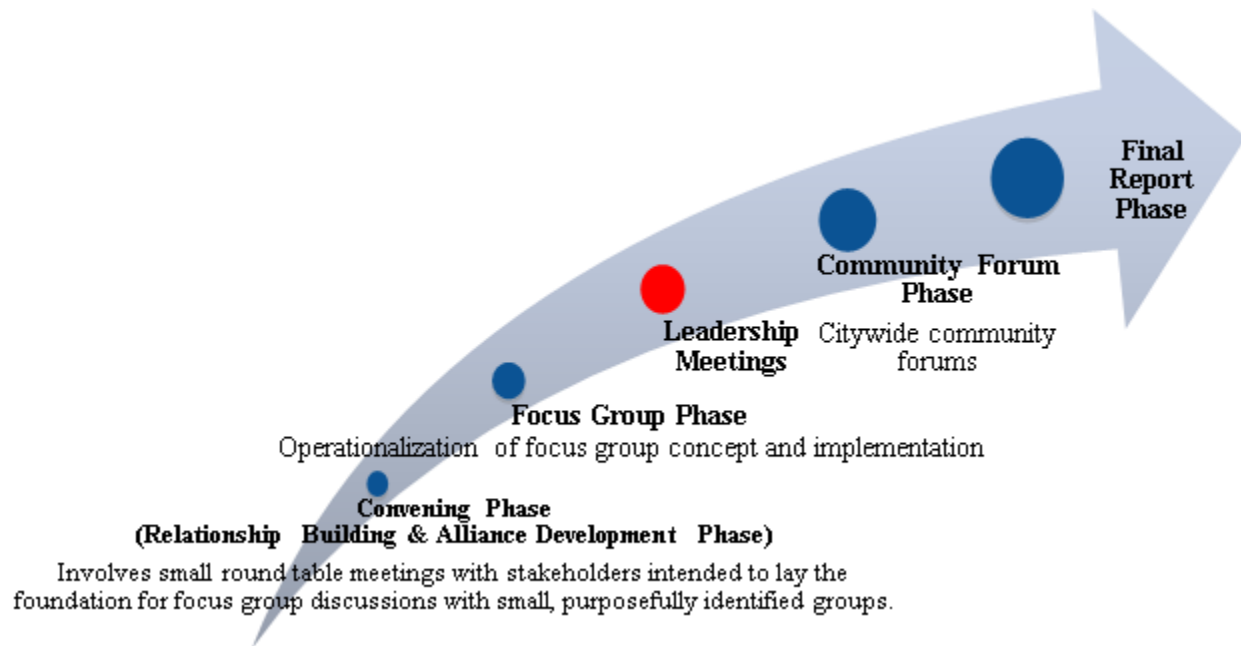 Final
Report
Phase
Community Forum
Phase
Citywide community
forums
Leadership
Meetings
Focus Group Phase
Operationalization of focus group concept and implementation
Convening Phase
(Relationship Building & Alliance Development Phase)
Involves small round table meetings with stakeholders intended to lay the
foundation for focus group discussions with small, purposefully identified groups.